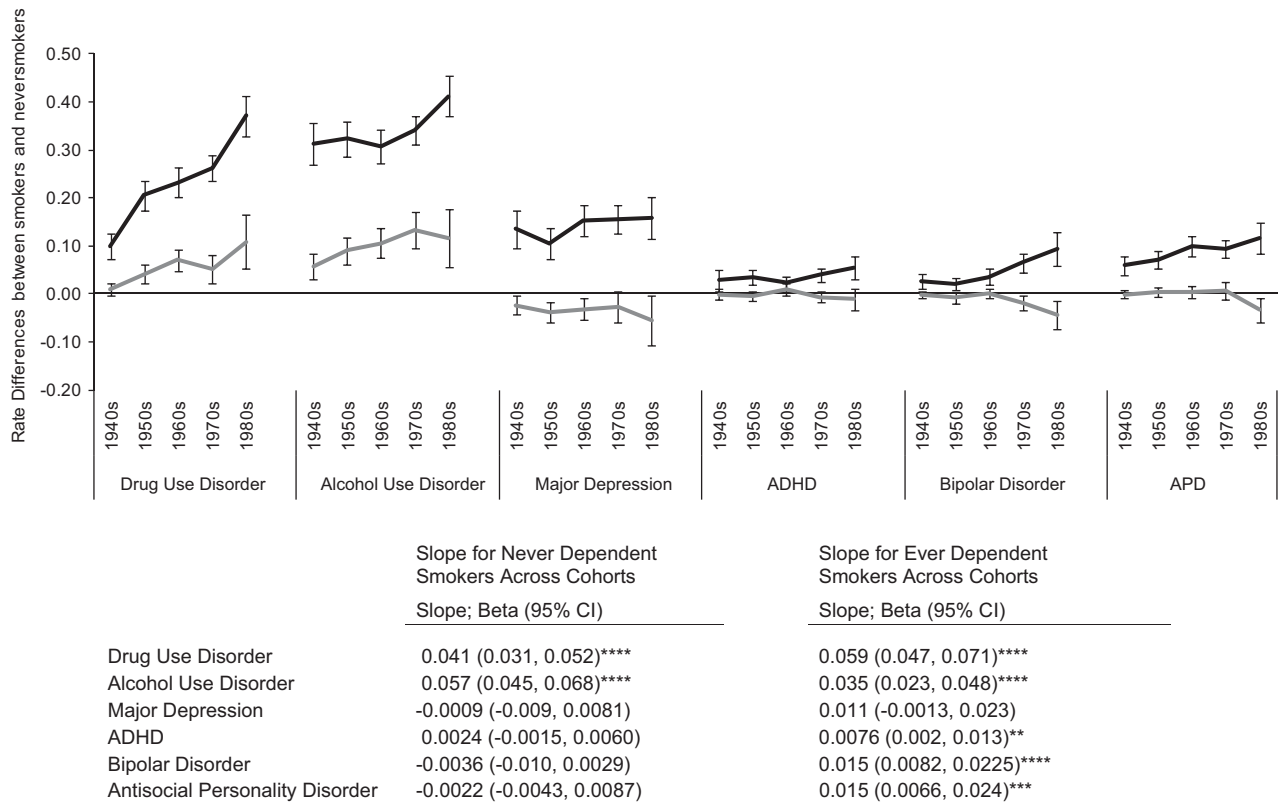 Rate Differences between smokers and neversmokers
0.50
0.40
0.30
0.20
0.10
0.00
-0.10
-0.20
1940s
1950s
1960s
1970s
1980s
1940s
1950s
1960s
1970s
1980s
1940s
1950s
1960s
1970s
1980s
1940s
1950s
1960s
1970s
1980s
1940s
1950s
1960s
1970s
1980s
1940s
1950s
1960s
1970s
1980s
Drug Use Disorder
Alcohol Use Disorder
Major Depression
ADHD
Bipolar Disorder
APD
Slope for Never Dependent
Smokers Across Cohorts
Slope; Beta (95% CI)
Slope for Ever Dependent
Smokers Across Cohorts
Slope; Beta (95% CI)
Drug Use Disorder 0.041 (0.031, 0.052)**** 0.059 (0.047, 0.071)****
Alcohol Use Disorder 0.057 (0.045, 0.068)**** 0.035 (0.023, 0.048)****
Major Depression -0.0009 (-0.009, 0.0081) 0.011 (-0.0013, 0.023)
ADHD 0.0024 (-0.0015, 0.0060) 0.0076 (0.002, 0.013)**
Bipolar Disorder -0.0036 (-0.010, 0.0029) 0.015 (0.0082, 0.0225)****
Antisocial Personality Disorder -0.0022 (-0.0043, 0.0087) 0.015 (0.0066, 0.024)***